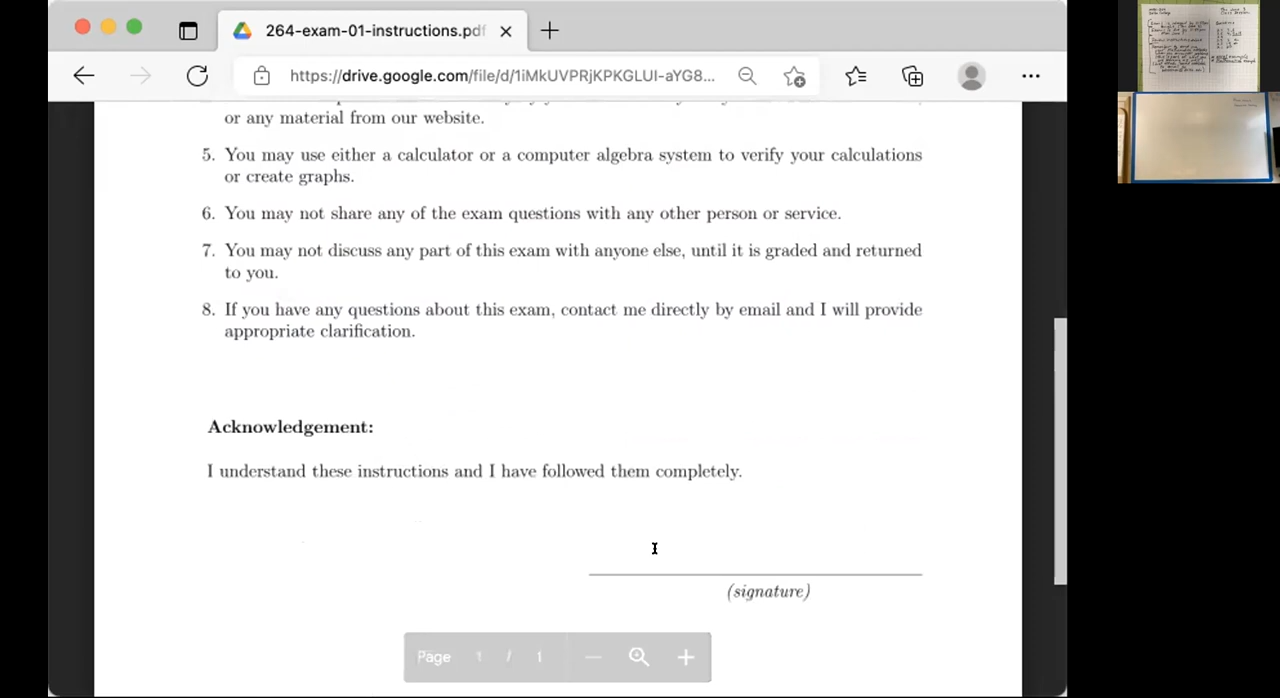 264-exam-01-instructions.pdf
https://drive.google.com/file/d/1iMkUVPRjKPKGLUI-aYG8...
or any material from our website.
5. You may use either a calculator or a computer algebra system to verify your calculations
or create graphs.
6. You may not share any of the exam questions with any other person or service.
7. You may not discuss any part of this exam with anyone else, until it is graded and returned
to you.
8. If you have any questions about this exam, contact me directly by email and I will provide
appropriate clarification.
Acknowledgement:
I understand these instructions and I have followed them completely.
(signature)
Page 1 / 1